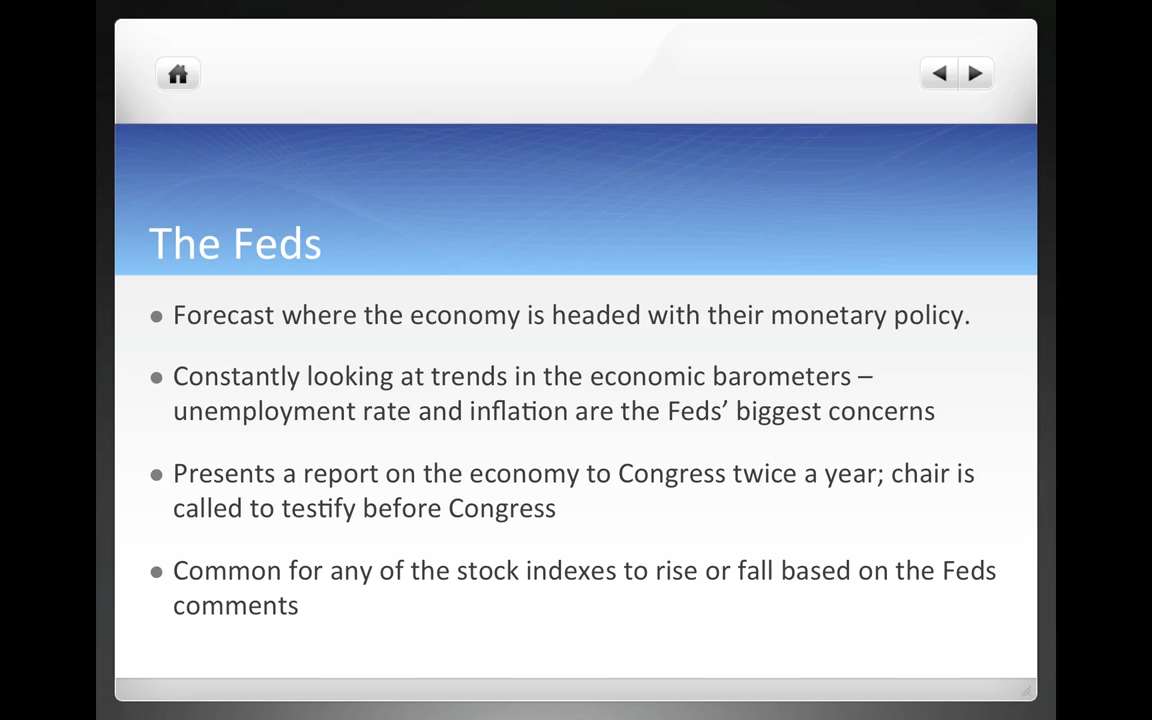 The Feds
● Forecast where the economy is headed with their monetary policy.
● Constantly looking at trends in the economic barometers –
unemployment rate and inflation are the Feds’ biggest concerns
● Presents a report on the economy to Congress twice a year; chair is
called to testify before Congress
● Common for any of the stock indexes to rise or fall based on the Feds
comments